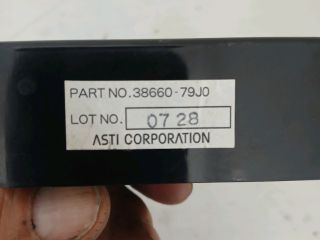 PART NO.38660-79J0
LOT NO. 07 28
ASTI CORPORATION